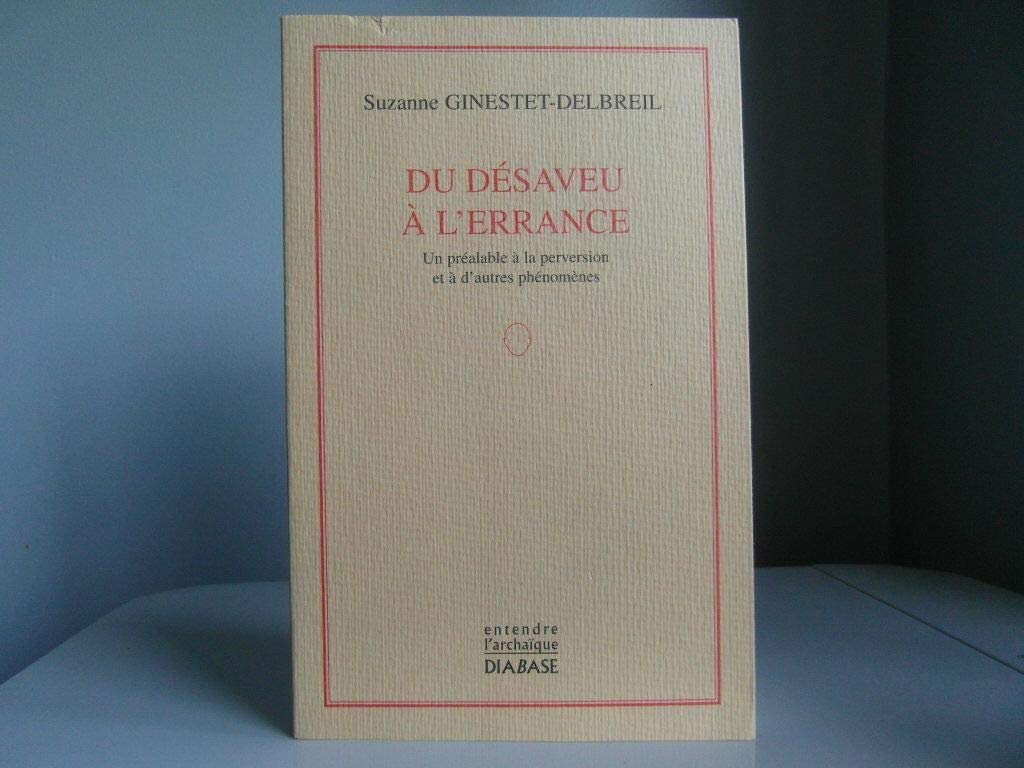 Suzanne GINESTET-DELBREIL
DU DÉSAVEU
À L'ERRANCE
Un préalable à la perversion
et à d'autres phénomènes
entendre
l'archaïque
DIABASE